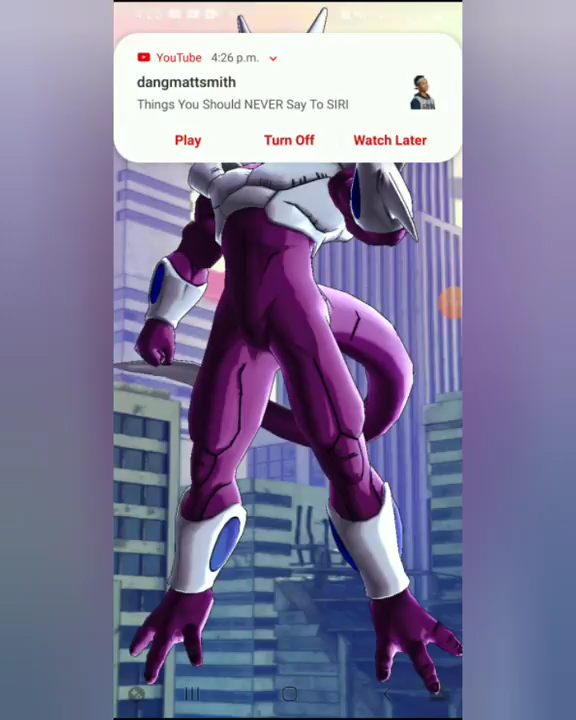 YouTube 4:26 p.m.
dangmattsmith
Things You Should NEVER Say To SIRI
Play Turn Off Watch Later